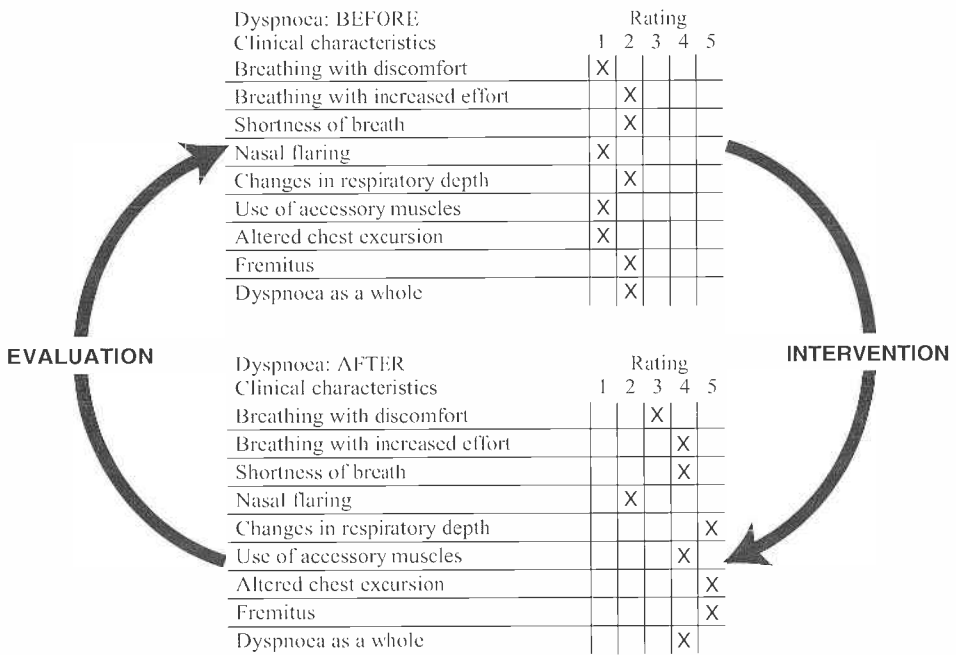 Dyspnoea: BEFORE Rating
Clinical characteristics 1 2 3 4 5
Breathing with discomfort X
Breathing with increased effort X
Shortness of breath X
Nasal flaring X
Changes in respiratory depth X
Use of accessory muscles X
Altered chest excursion X
Fremitus X
Dyspnoea as a whole X
EVALUATION
INTERVENTION
Dyspnoea: AFTER Rating
Clinical characteristics 1 2 3 4 5
Breathing with discomfort X
Breathing with increased effort X
Shortness of breath X
Nasal flaring X
Changes in respiratory depth X
Use of accessory muscles X
Altered chest excursion X
Fremitus X
Dyspnoea as a whole X